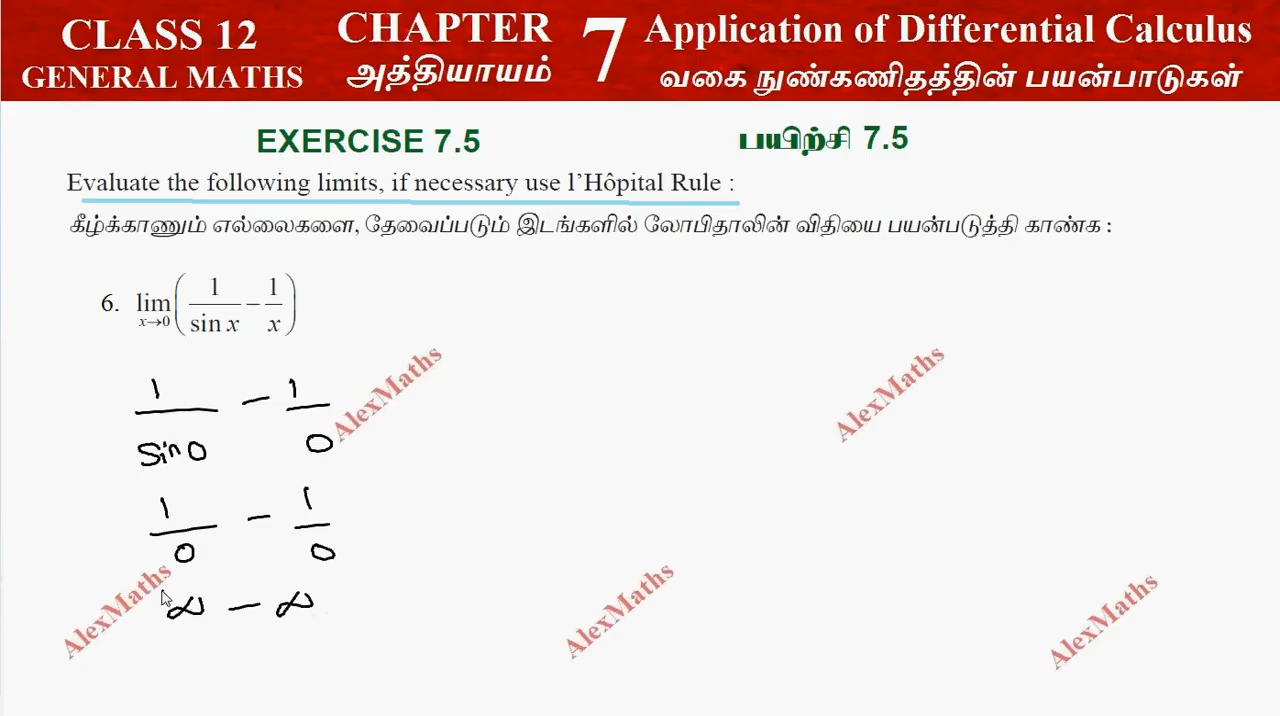 CLASS 12 CHAPTER 7 Application of Differential Calculus
GENERAL MATHS அத்தியாயம் வகை நுண்கணிதத்தின் பயன்பாடுகள்
EXERCISE 7.5 பயிற்சி 7.5
Evaluate the following limits, if necessary use l’Hôpital Rule :
கீழ்க்காணும் எல்லைகளை, தேவைப்படும் இடங்களில் லோபிதாலின் விதியை பயன்படுத்தி காண்க :
6. lim x→0 (1/sin x − 1/x)
1/sin 0 − 1/0
1/0 − 1/0
∞ − ∞
AlexMaths
AlexMaths
AlexMaths
AlexMaths
AlexMaths